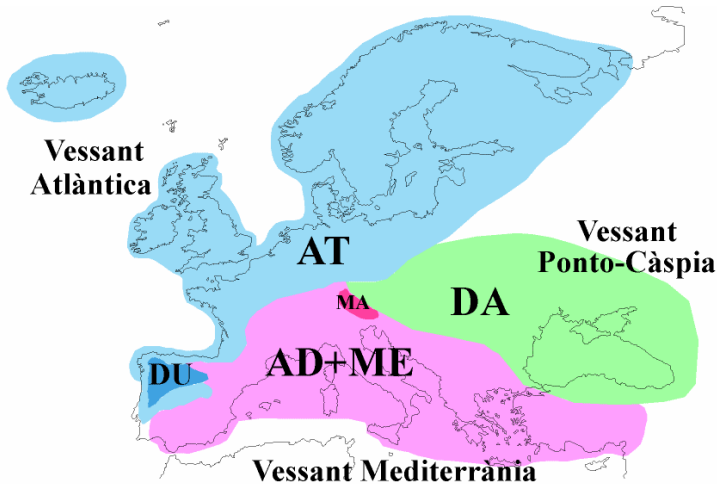 Vessant
Atlàntica
Vessant
Ponto-Càspia
AT
MA
DA
DU
AD+ME
Vessant Mediterrània